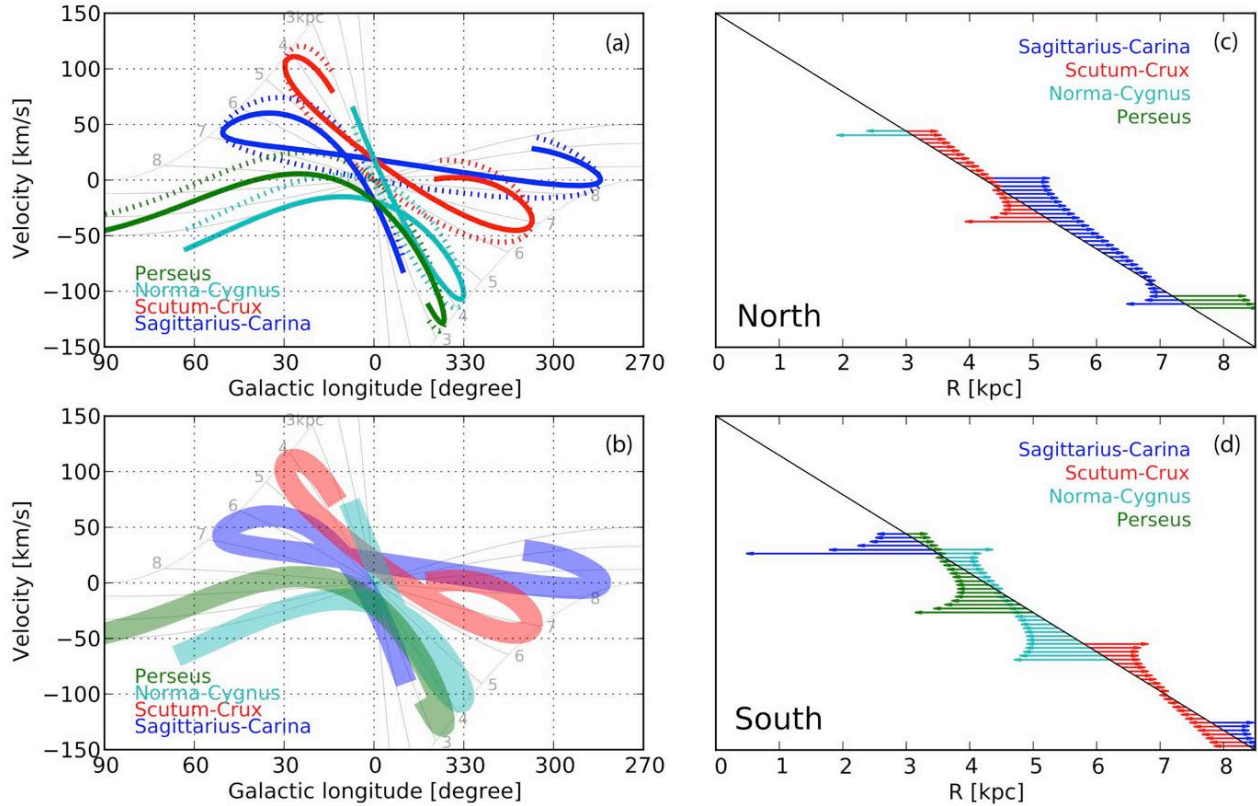 150
100
50
0
−50
−100
−150
Velocity [km/s]
90
60
30
0
330
300
270
Galactic longitude [degree]
(a)
3kpc
4
5
6
7
8
8
6
5
4
3
Perseus
Norma-Cygnus
Scutum-Crux
Sagittarius-Carina
(c)
Sagittarius-Carina
Scutum-Crux
Norma-Cygnus
Perseus
North
0
1
2
3
4
5
6
7
8
R [kpc]
150
100
50
0
−50
−100
−150
Velocity [km/s]
90
60
30
0
330
300
270
Galactic longitude [degree]
(b)
3kpc
4
5
6
7
8
8
7
6
5
4
3
Perseus
Norma-Cygnus
Scutum-Crux
Sagittarius-Carina
(d)
Sagittarius-Carina
Scutum-Crux
Norma-Cygnus
Perseus
South
0
1
2
3
4
5
6
7
8
R [kpc]